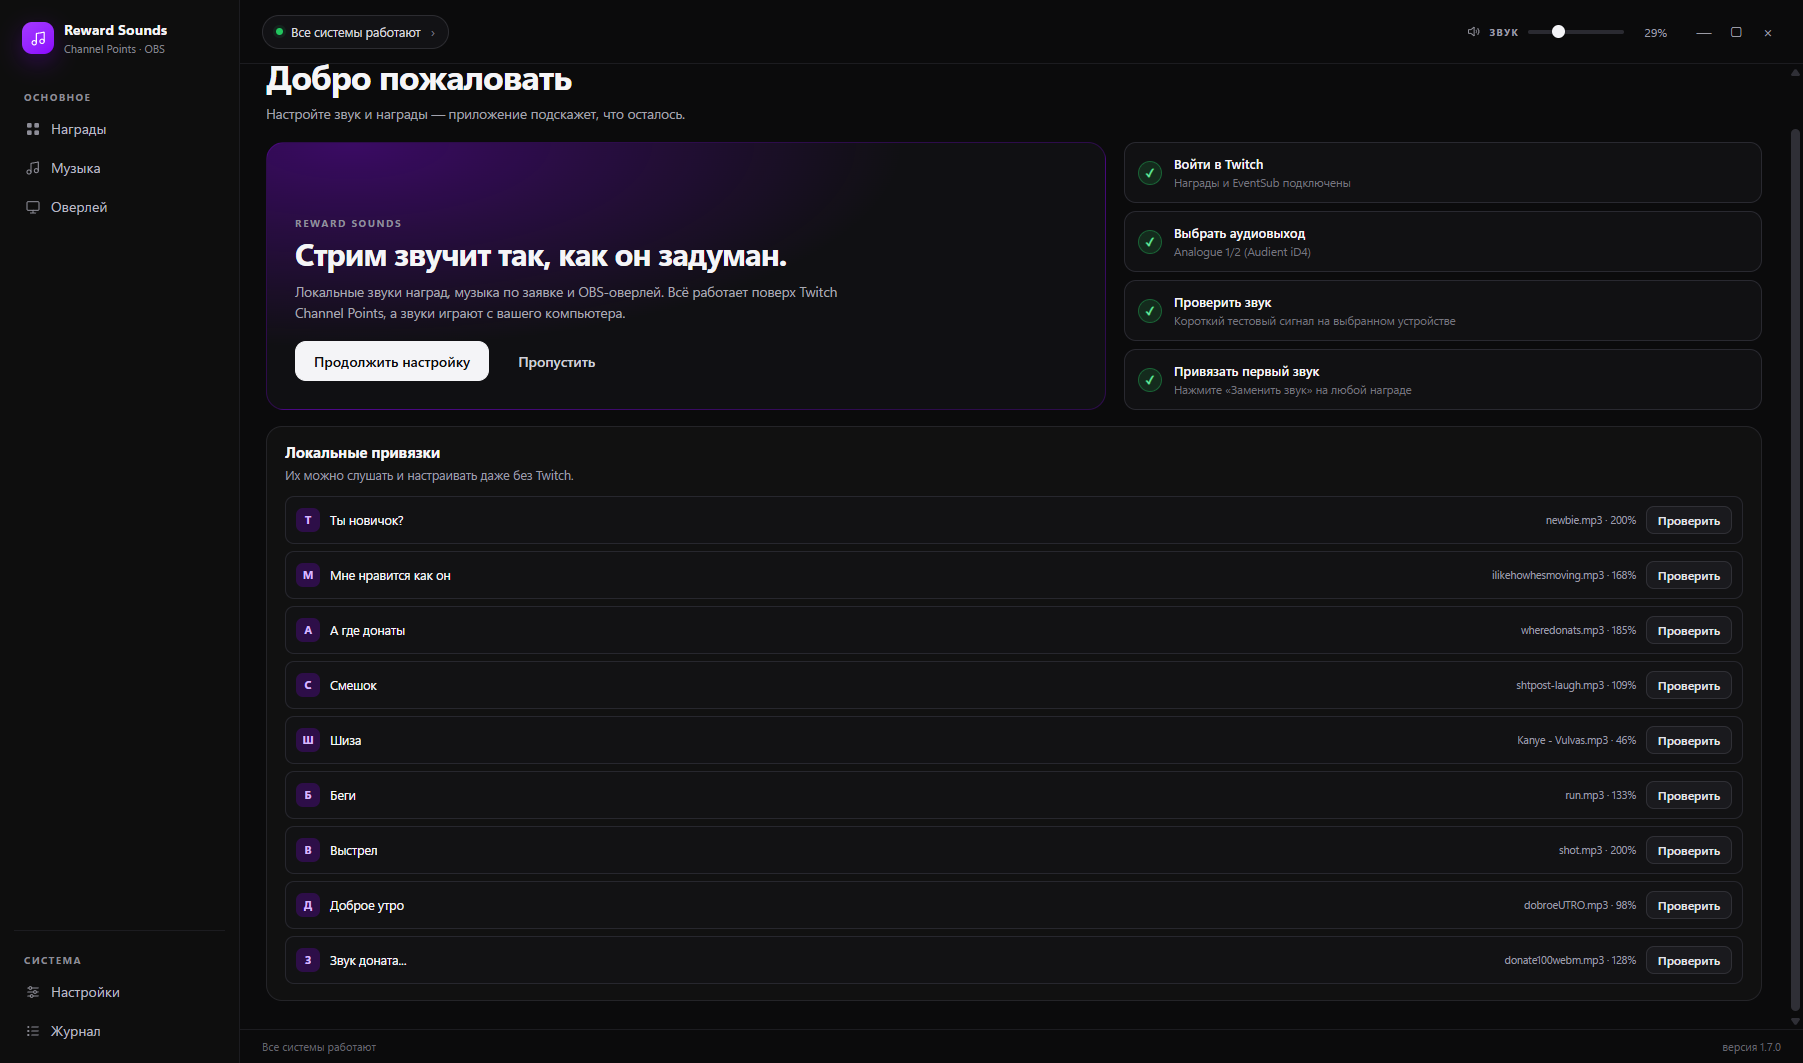 Reward Sounds
Channel Points · OBS
ОСНОВНОЕ
Награды
Музыка
Оверлей
СИСТЕМА
Настройки
Журнал
Все системы работают ›
ЗВУК 29%
Добро пожаловать
Настройте звук и награды — приложение подскажет, что осталось.
REWARD SOUNDS
Стрим звучит так, как он задуман.
Локальные звуки наград, музыка по заявке и OBS-оверлей. Всё работает поверх Twitch
Channel Points, а звуки играют с вашего компьютера.
Продолжить настройку Пропустить
Войти в Twitch
Награды и EventSub подключены
Выбрать аудиовыход
Analogue 1/2 (Audient iD4)
Проверить звук
Короткий тестовый сигнал на выбранном устройстве
Привязать первый звук
Нажмите «Заменить звук» на любой награде
Локальные привязки
Их можно слушать и настраивать даже без Twitch.
Т Ты новичок? newbie.mp3 · 200% Проверить
М Мне нравится как он ilikehowhesmoving.mp3 · 168% Проверить
А А где донаты wheredonats.mp3 · 185% Проверить
С Смешок shtpost-laugh.mp3 · 109% Проверить
Ш Шиза Kanye - Vulvas.mp3 · 46% Проверить
Б Беги run.mp3 · 133% Проверить
В Выстрел shot.mp3 · 200% Проверить
Д Доброе утро dobroeUTRO.mp3 · 98% Проверить
З Звук доната... donate100webm.mp3 · 128% Проверить
Все системы работают
версия 1.7.0